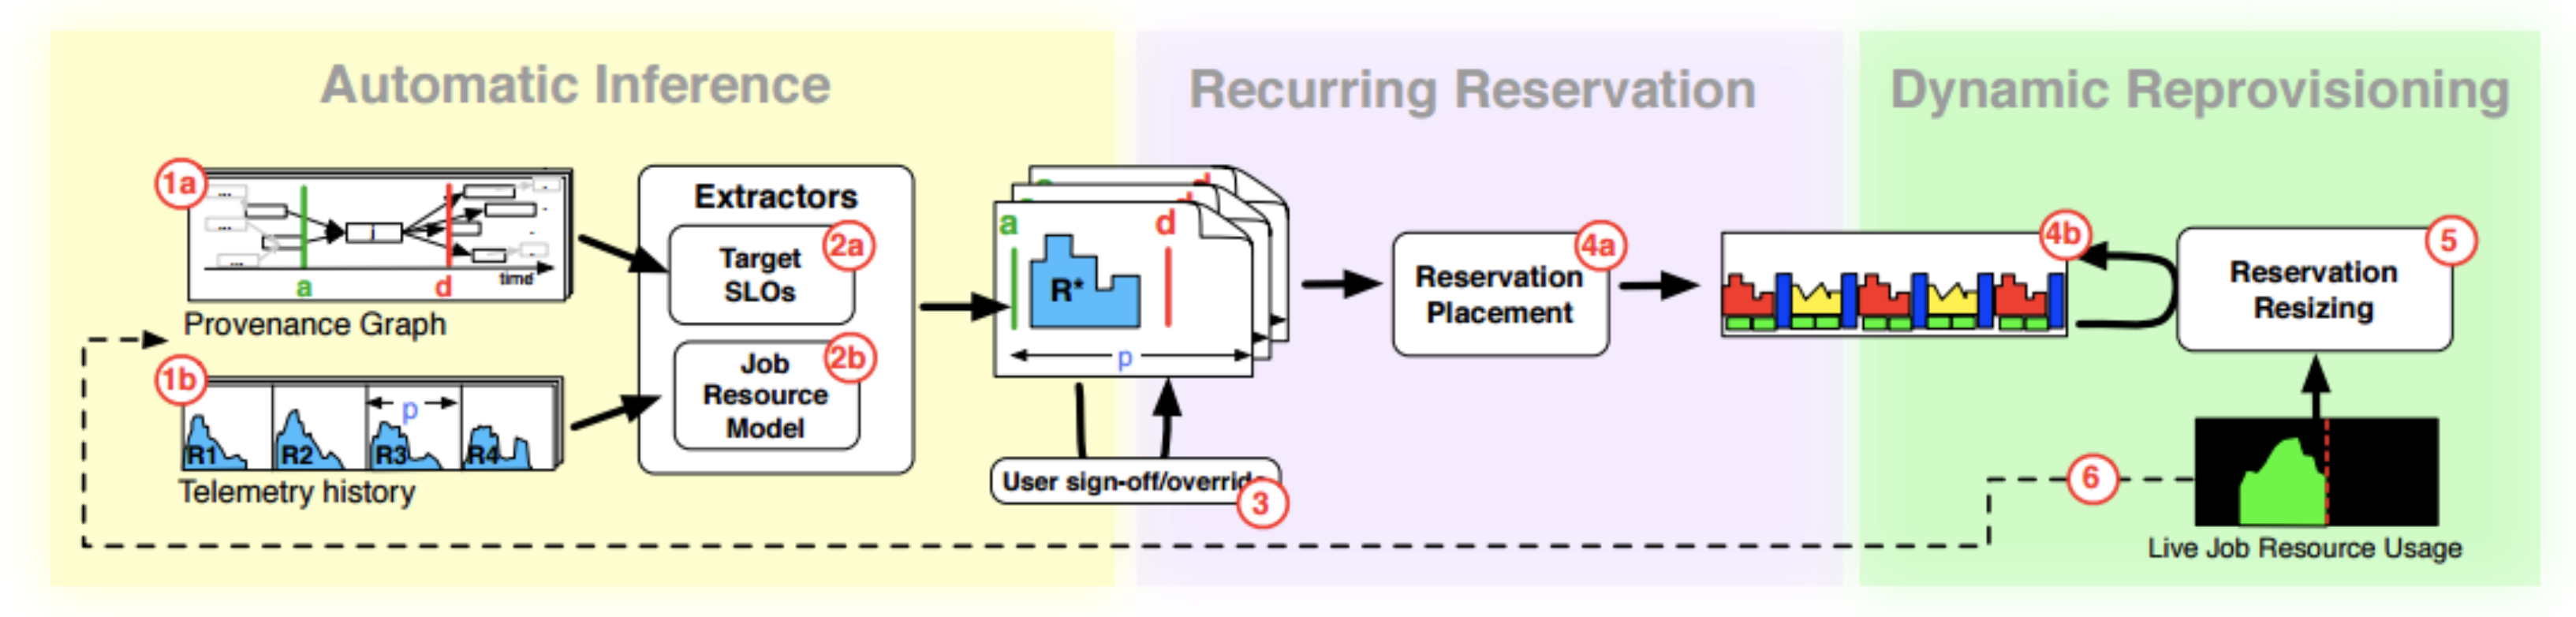 Automatic Inference
Recurring Reservation
Dynamic Reprovisioning
1a
...
...
...
j
time
a
d
Provenance Graph
1b
p
R1
R2
R3
R4
Telemetry history
Extractors
2a
Target
SLOs
2b
Job
Resource
Model
a
d
R*
p
User sign-off/override
3
4a
Reservation
Placement
4b
5
Reservation
Resizing
6
Live Job Resource Usage